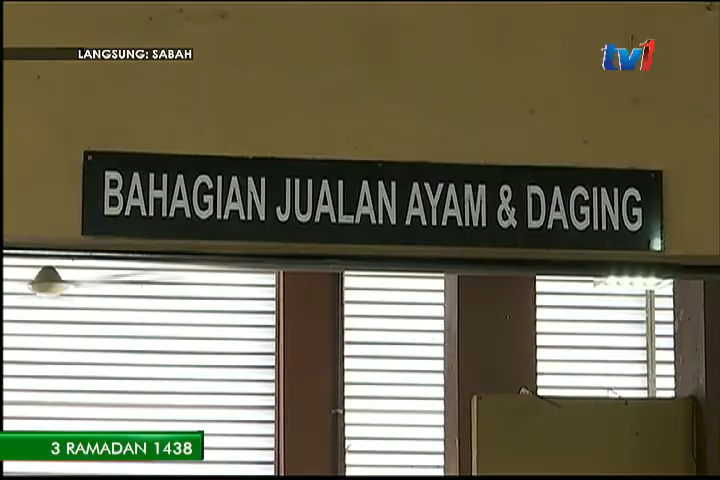 LANGSUNG: SABAH
tv1
BAHAGIAN JUALAN AYAM & DAGING
3 RAMADAN 1438